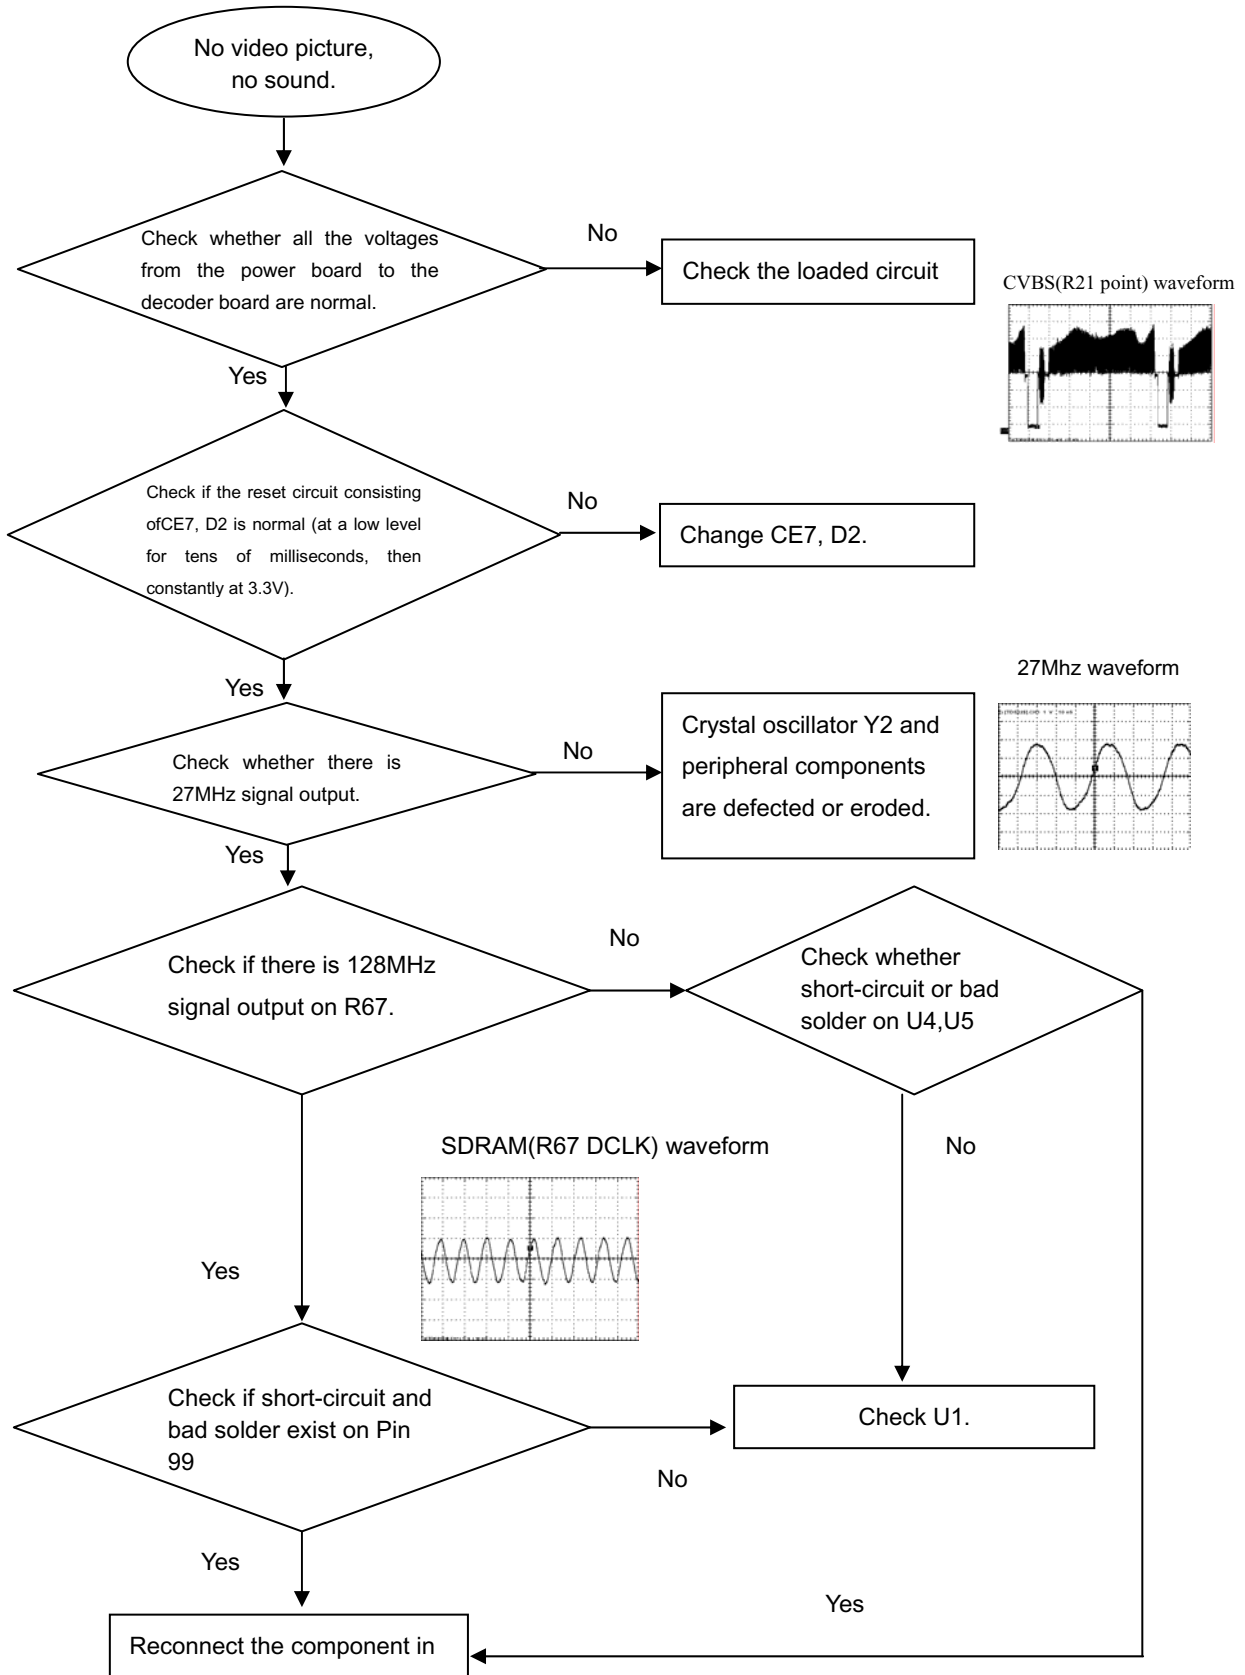 No video picture,
no sound.
Check whether all the voltages
from the power board to the
decoder board are normal.
No
Check the loaded circuit
CVBS(R21 point) waveform
Yes
Check if the reset circuit consisting
ofCE7, D2 is normal (at a low level
for tens of milliseconds, then
constantly at 3.3V).
No
Change CE7, D2.
Yes
27Mhz waveform
Check whether there is
27MHz signal output.
No
Crystal oscillator Y2 and
peripheral components
are defected or eroded.
Yes
Check if there is 128MHz
signal output on R67.
No
Check whether
short-circuit or bad
solder on U4,U5
SDRAM(R67 DCLK) waveform
No
Yes
Check if short-circuit and
bad solder exist on Pin
99
No
Check U1.
Yes
Yes
Reconnect the component in